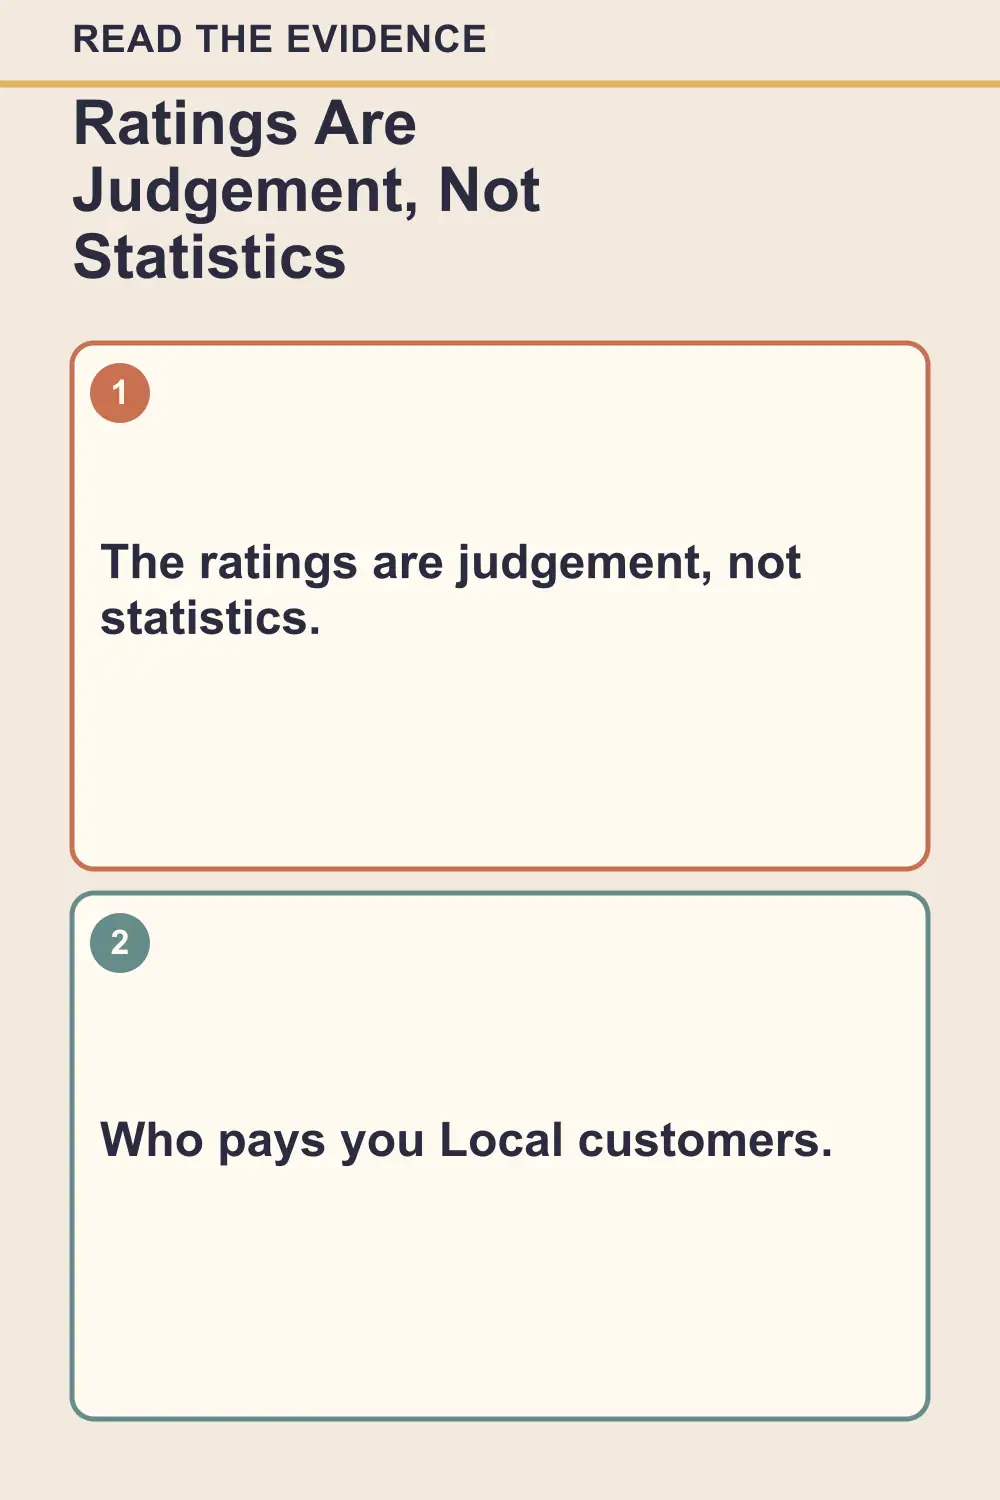 READ THE EVIDENCE
Ratings Are
Judgement, Not
Statistics
1
The ratings are judgement, not
statistics.
2
Who pays you Local customers.